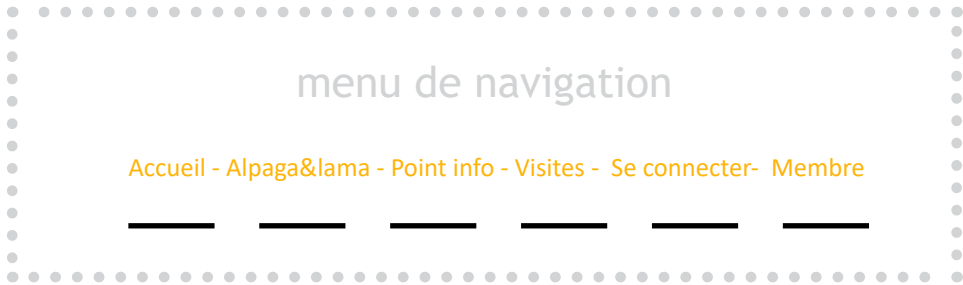 menu de navigation
Accueil - Alpaga&lama - Point info - Visites - Se connecter- Membre